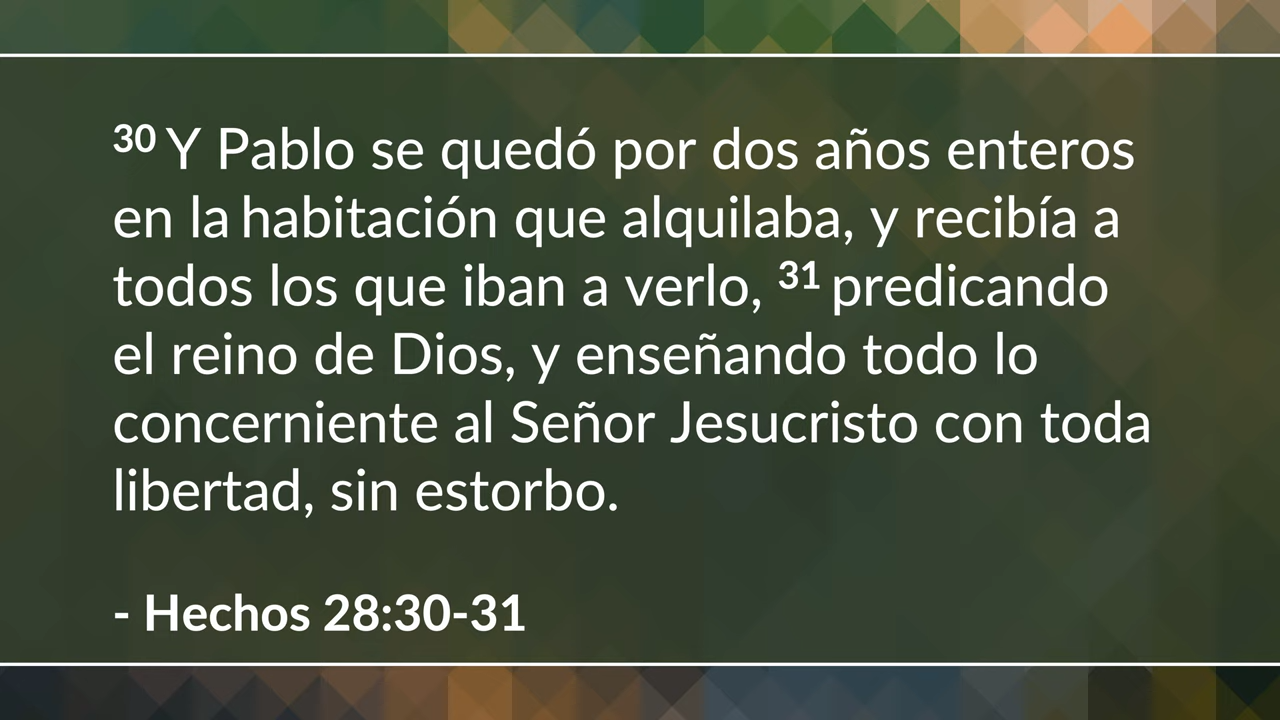 30 Y Pablo se quedó por dos años enteros
en la habitación que alquilaba, y recibía a
todos los que iban a verlo, 31 predicando
el reino de Dios, y enseñando todo lo
concerniente al Señor Jesucristo con toda
libertad, sin estorbo.
- Hechos 28:30-31